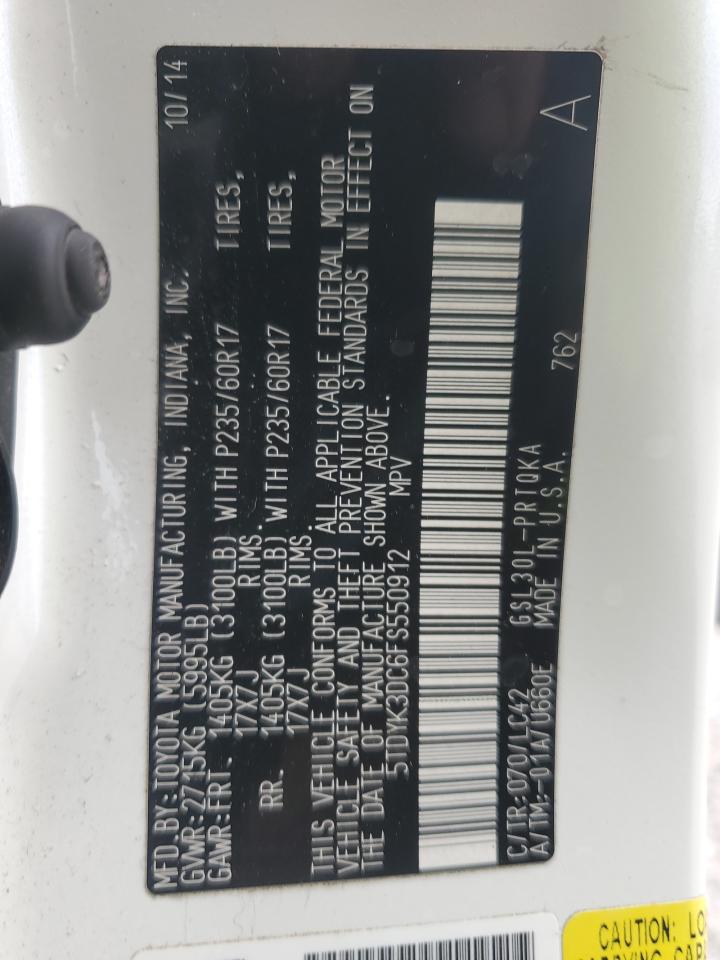 MFD.BY:TOYOTA MOTOR MANUFACTURING, INDIANA, INC. 10/14
GVWR:2715KG (5995LB)
GAWR:FRT. 1405KG (3100LB) WITH P235/60R17 TIRES,
17X7J RIMS.
RR. 1405KG (3100LB) WITH P235/60R17 TIRES,
17X7J RIMS.
THIS VEHICLE CONFORMS TO ALL APPLICABLE FEDERAL MOTOR
VEHICLE SAFETY AND THEFT PREVENTION STANDARDS IN EFFECT ON
THE DATE OF MANUFACTURE SHOWN ABOVE.
5TDYK3DC6FS550912 MPV
C/TR:070/LC42 GSL30L-PRTQKA 762 A
A/TM:-01A/U660E MADE IN U.S.A.
CAUTION: